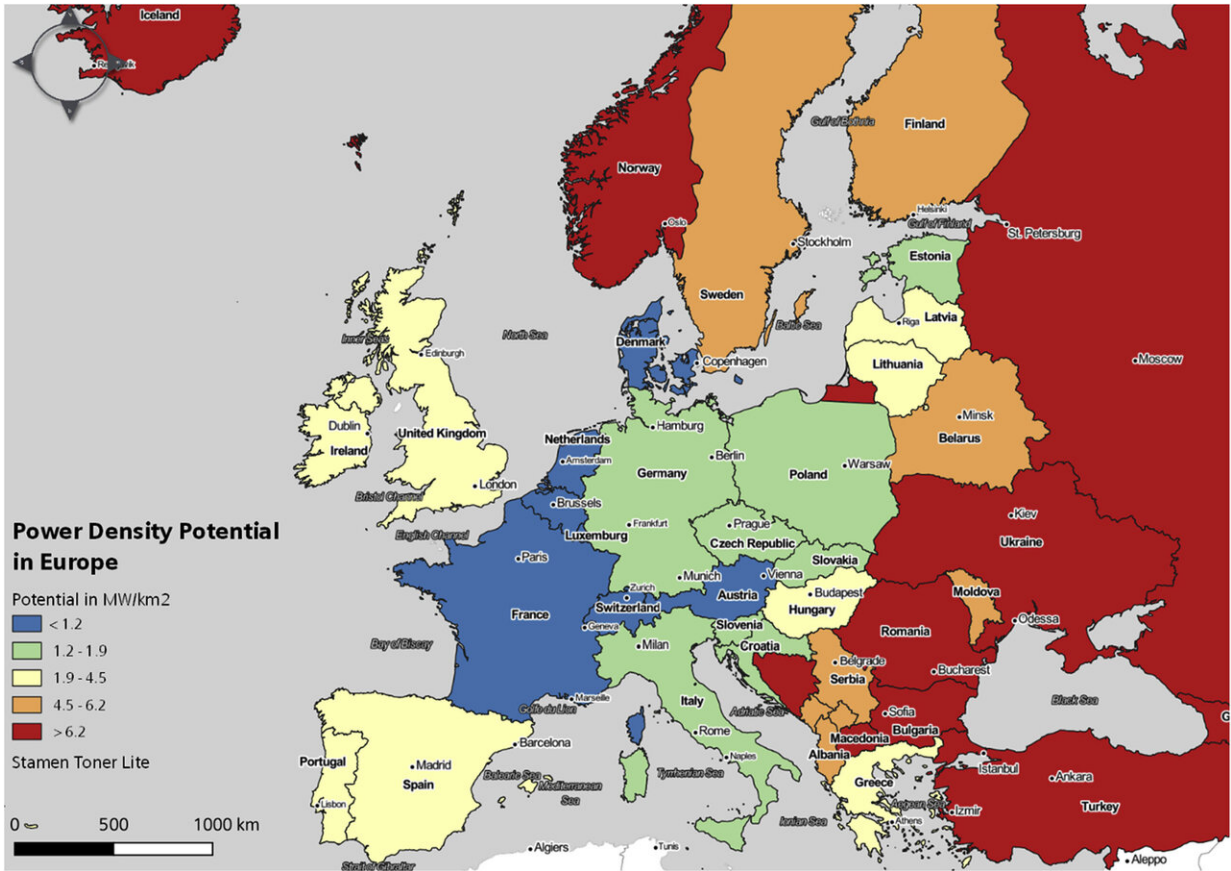 Iceland
Norway
Oslo
Gulf of Bothnia
Finland
Helsinki
Gulf of Finland
St. Petersburg
Stockholm
Estonia
Sweden
Baltic Sea
Riga
Latvia
Inner Seas
North Sea
Denmark
Copenhagen
Edinburgh
Moscow
Lithuania
Minsk
Belarus
Dublin
Ireland
United Kingdom
Netherlands
Amsterdam
Hamburg
Berlin
Germany
Poland
Warsaw
London
Bristol Channel
Brussels
English Channel
Luxemburg
Frankfurt
Prague
Czech Republic
Kiev
Ukraine
Slovakia
Paris
Munich
Vienna
Zurich
Austria
Switzerland
Budapest
Hungary
Moldova
Odessa
France
Geneva
Slovenia
Croatia
Milan
Romania
Bay of Biscay
Belgrade
Serbia
Bucharest
Marseille
Golfe du Lion
Italy
Adriatic Sea
Sofia
Bulgaria
Black Sea
G
Rome
Macedonia
Barcelona
Portugal
Madrid
Spain
Balearic Sea
Mediterranean
Sea
Naples
Tyrrhenian Sea
Albania
Greece
Istanbul
Ankara
Turkey
Lisbon
Aegean Sea
Izmir
Ionian Sea
Athens
Strait of Gibraltar
Algiers
Tunis
Aleppo
Power Density Potential
in Europe
Potential in MW/km2
< 1.2
1.2 - 1.9
1.9 - 4.5
4.5 - 6.2
> 6.2
Stamen Toner Lite
0 500 1000 km